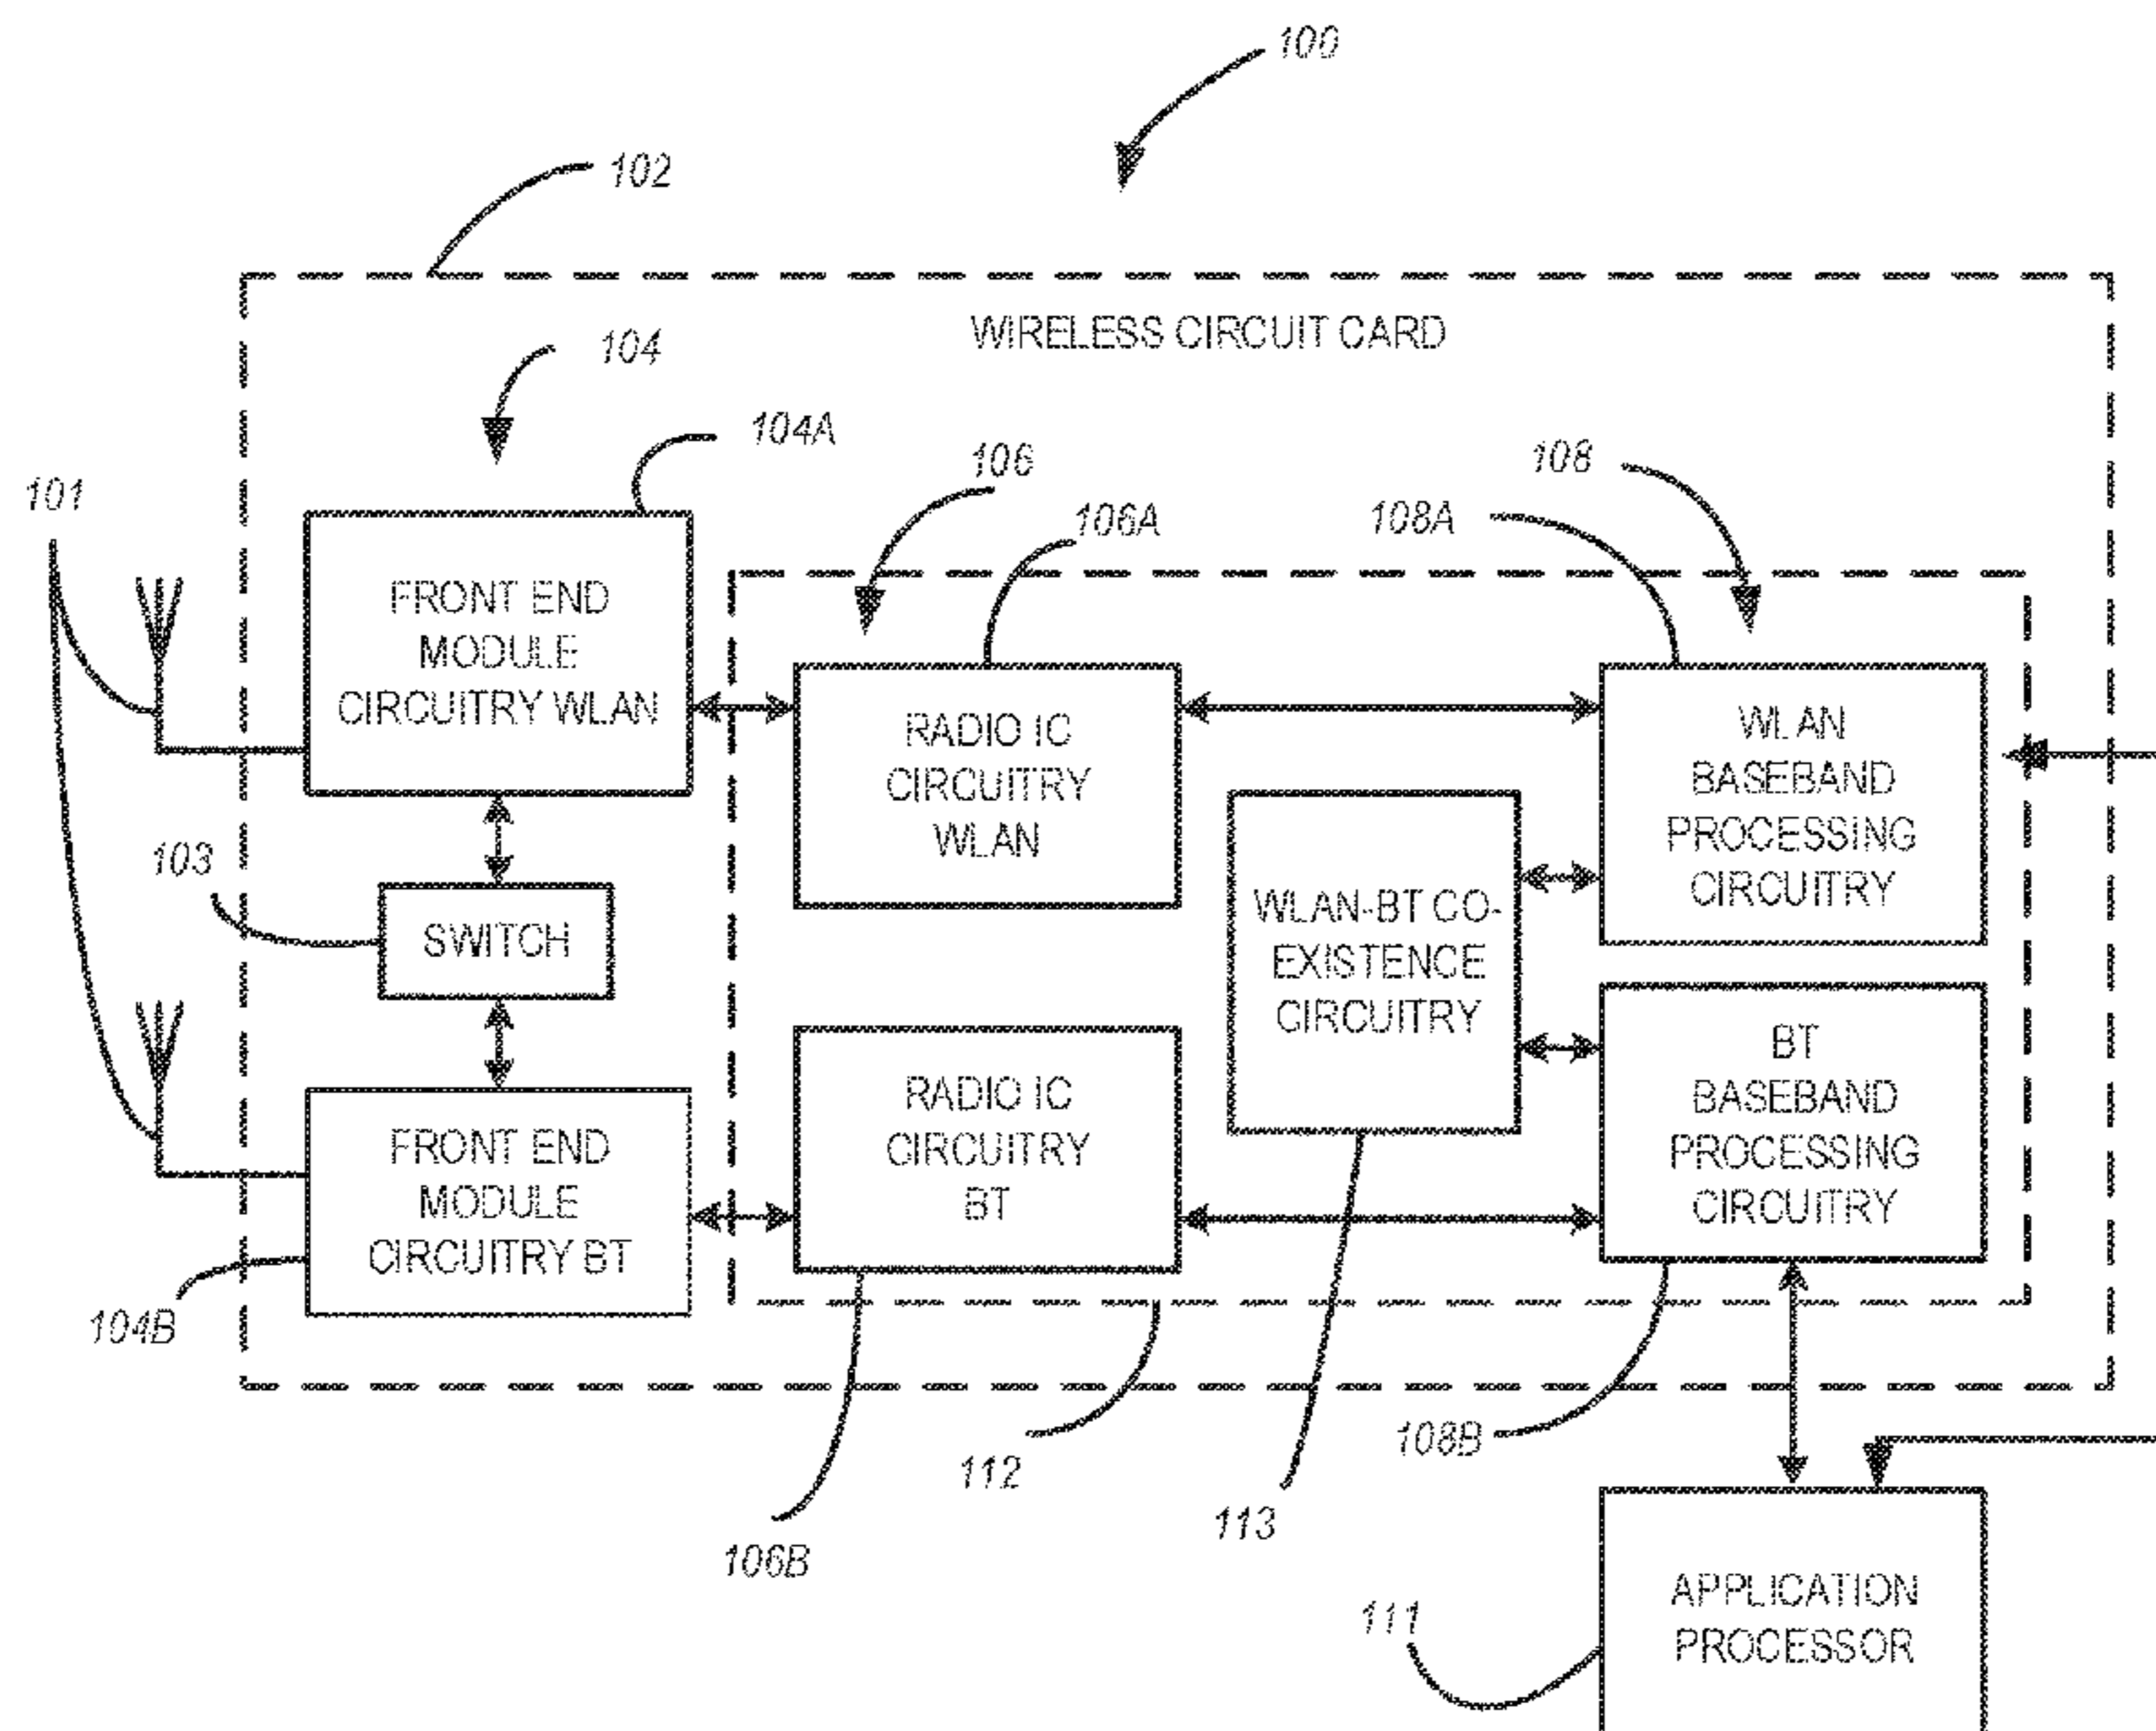 100
102
WIRELESS CIRCUIT CARD
104
104A
106
108
101
106A
108A
FRONT END
MODULE
CIRCUITRY WLAN
RADIO IC
CIRCUITRY
WLAN
WLAN
BASEBAND
PROCESSING
CIRCUITRY
103
SWITCH
WLAN-BT CO-
EXISTENCE
CIRCUITRY
FRONT END
MODULE
CIRCUITRY BT
RADIO IC
CIRCUITRY
BT
BT
BASEBAND
PROCESSING
CIRCUITRY
104B
106B
112
113
108B
111
APPLICATION
PROCESSOR